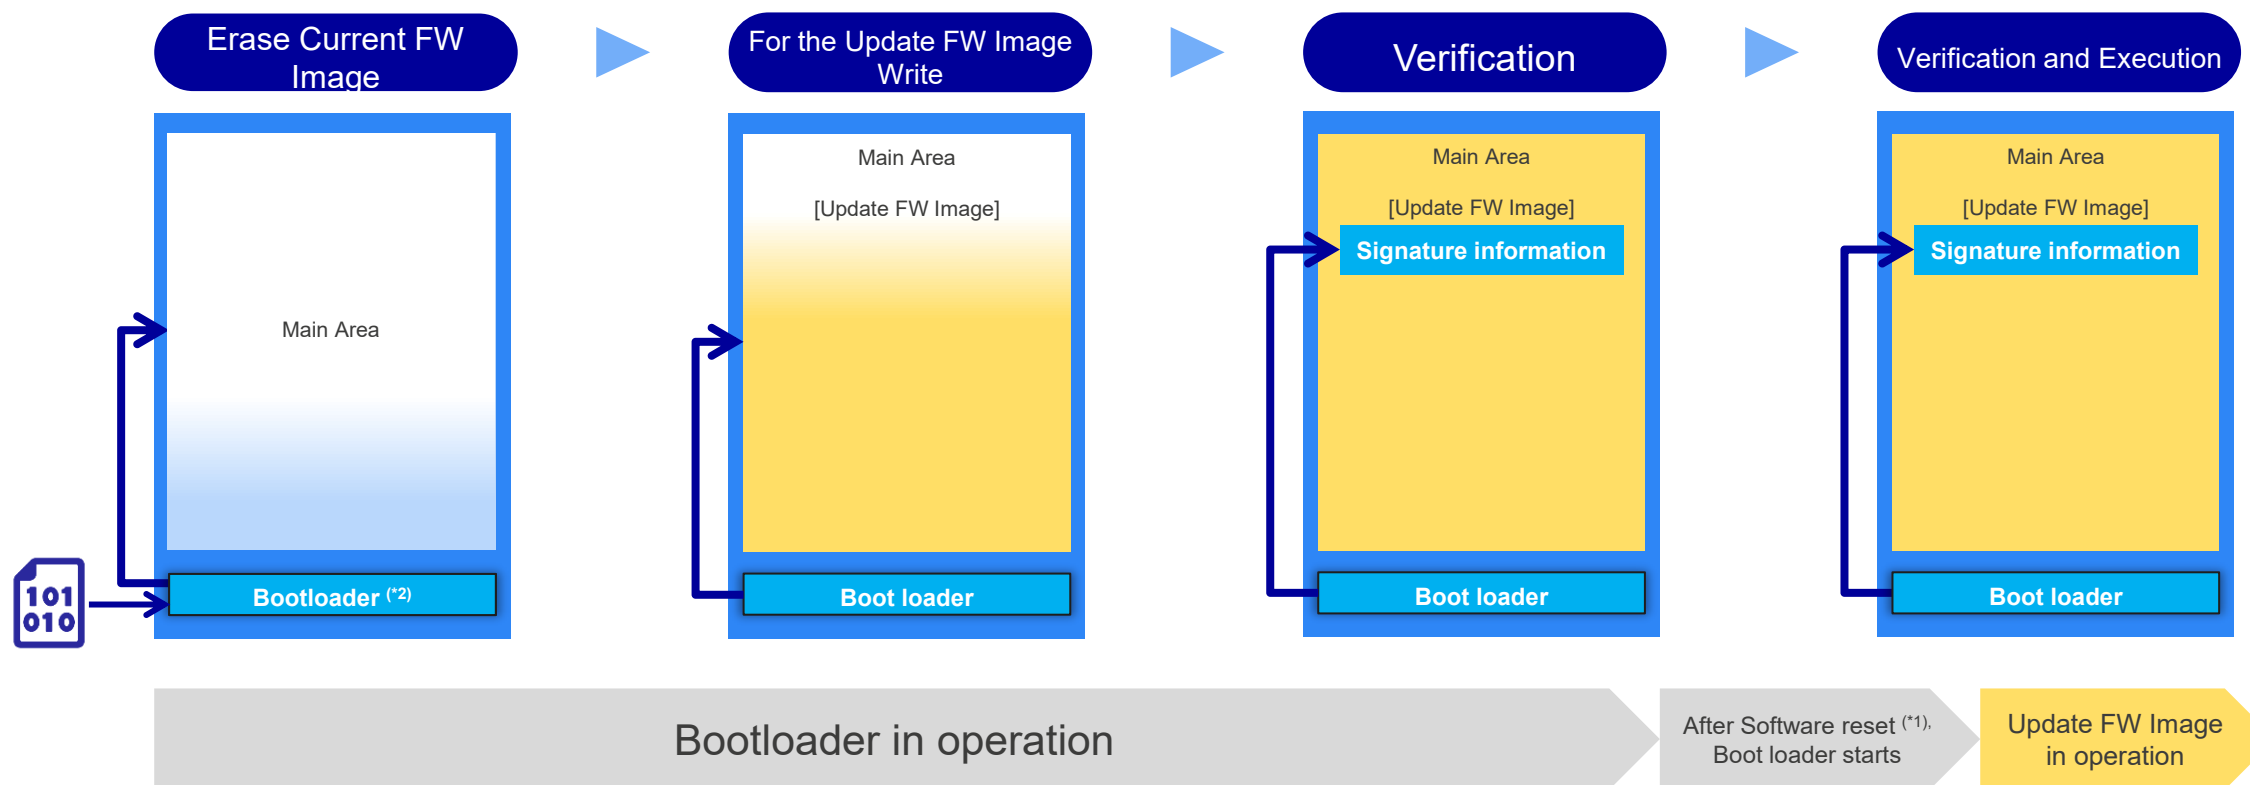 Erase Current FW
Image
For the Update FW Image
Write
Verification
Verification and Execution
Main Area
Bootloader (*2)
101
010
Main Area
[Update FW Image]
Boot loader
Main Area
[Update FW Image]
Signature information
Boot loader
Main Area
[Update FW Image]
Signature information
Boot loader
Bootloader in operation
After Software reset (*1),
Boot loader starts
Update FW Image
in operation